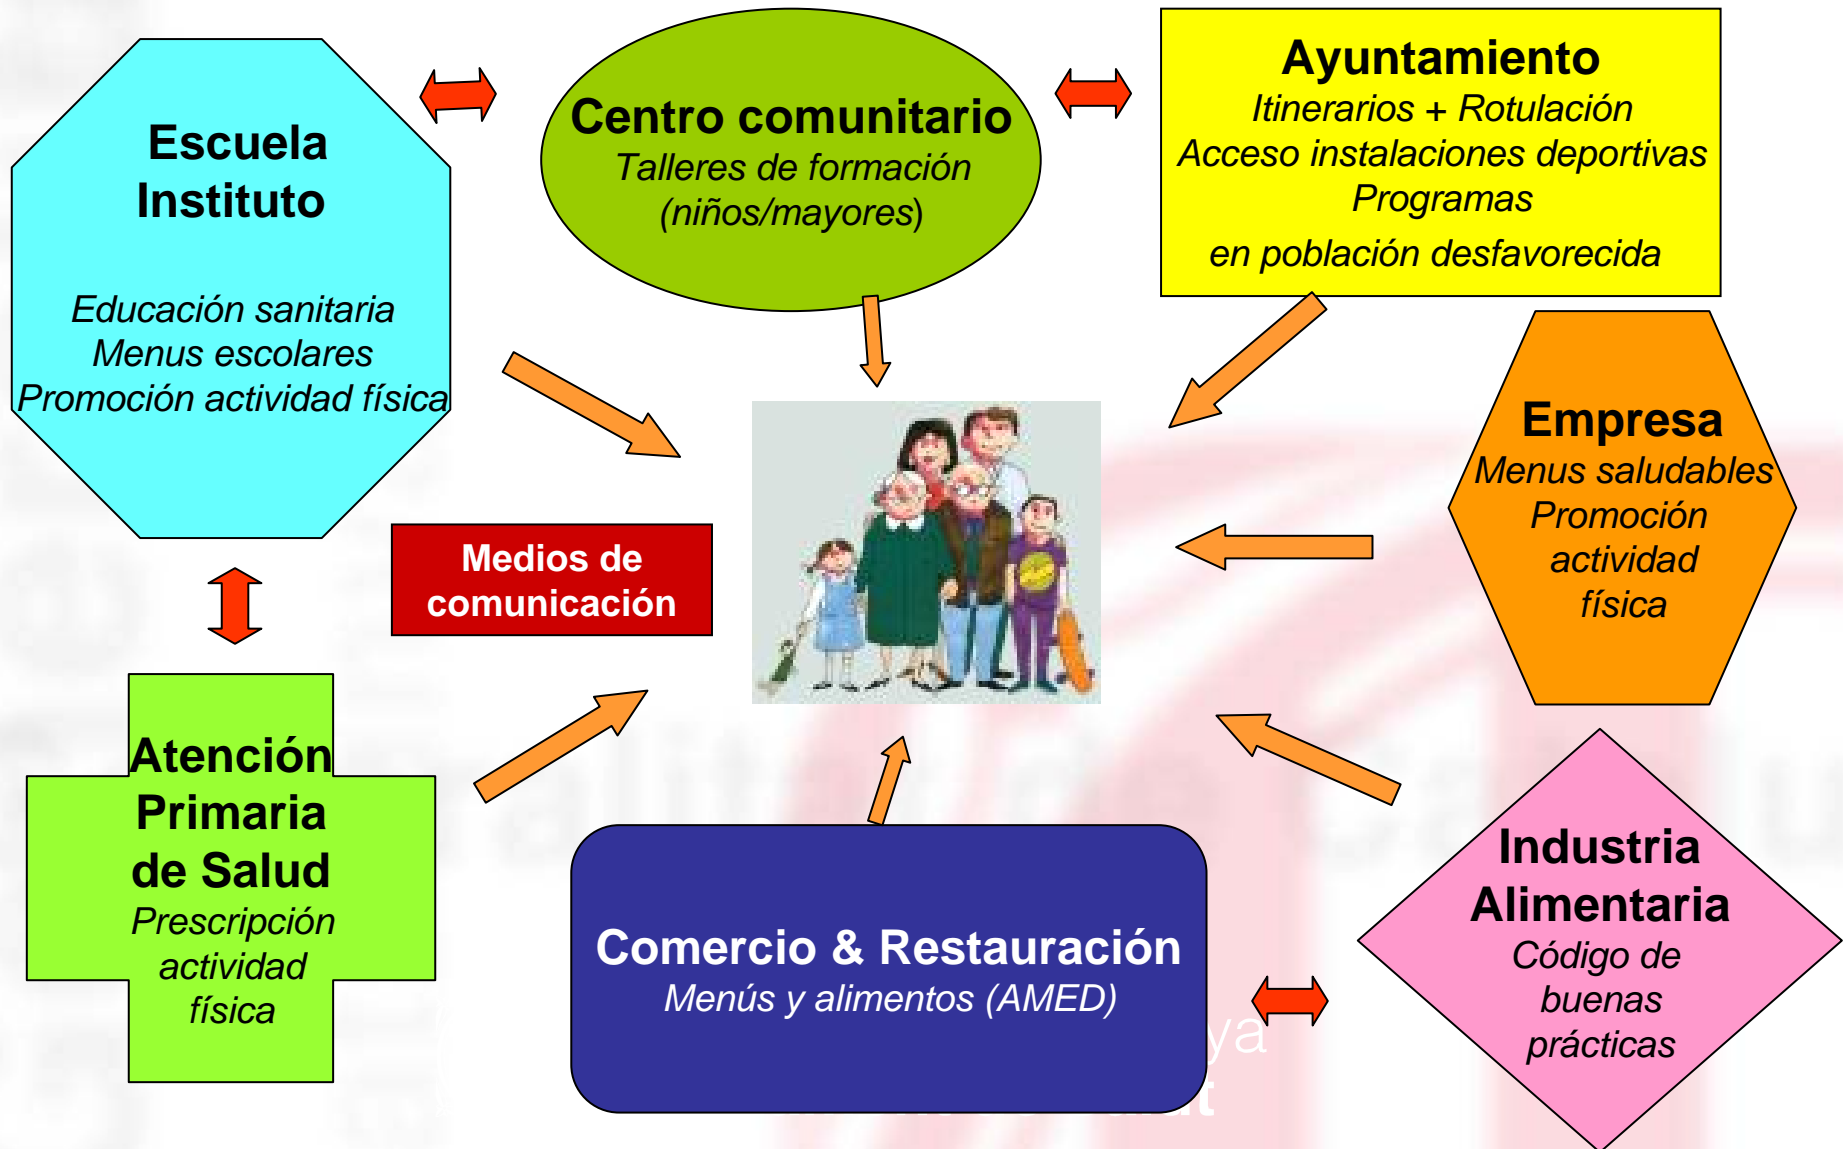 Escuela
Instituto
Educación sanitaria
Menus escolares
Promoción actividad física
Centro comunitario
Talleres de formación
(niños/mayores)
Ayuntamiento
Itinerarios + Rotulación
Acceso instalaciones deportivas
Programas
en población desfavorecida
Empresa
Menus saludables
Promoción
actividad
física
Medios de
comunicación
Atención
Primaria
de Salud
Prescripción
actividad
física
Comercio & Restauración
Menús y alimentos (AMED)
Industria
Alimentaria
Código de
buenas
prácticas